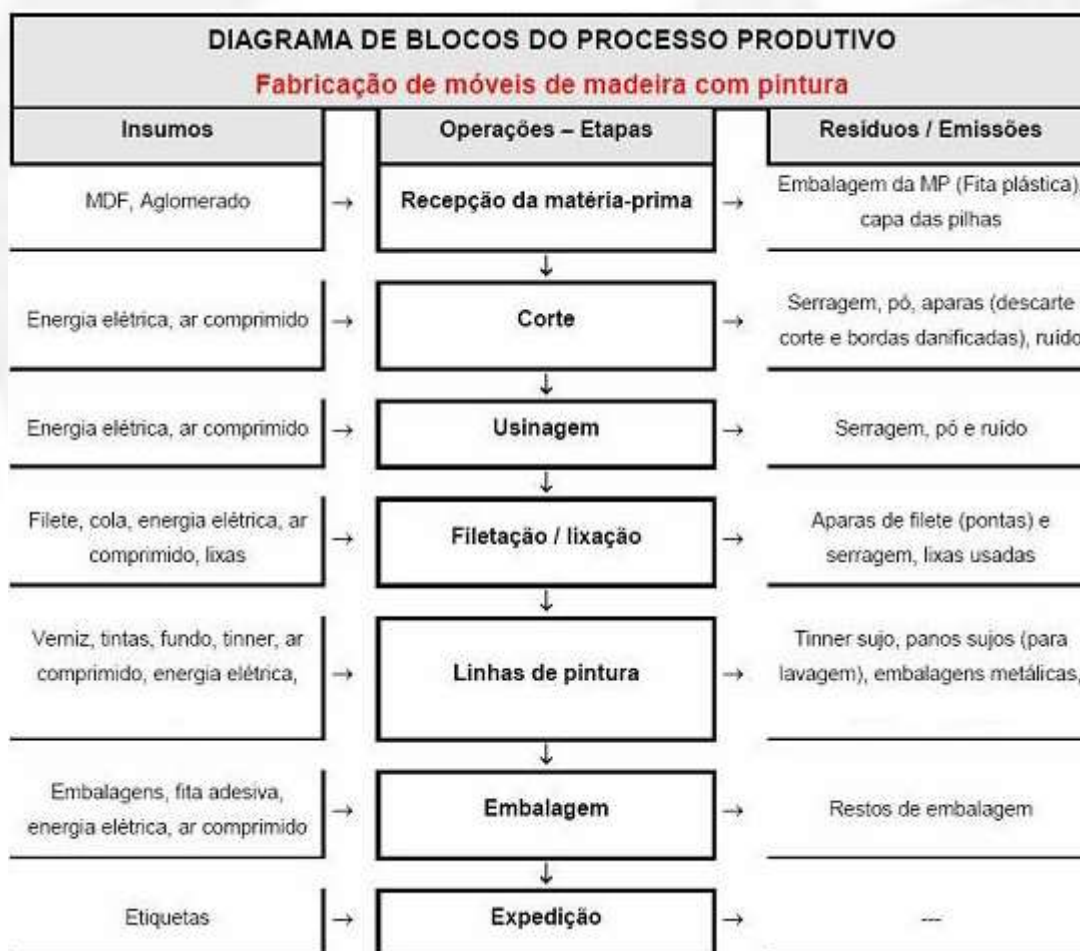 DIAGRAMA DE BLOCOS DO PROCESSO PRODUTIVO
Fabricação de móveis de madeira com pintura
Insumos
Operações – Etapas
Resíduos / Emissões
MDF, Aglomerado
→
Recepção da matéria-prima
→
Embalagem da MP (Fita plástica)
capa das pilhas
↓
Energia elétrica, ar comprimido
→
Corte
→
Serragem, pó, aparas (descarte
corte e bordas danificadas), ruído
↓
Energia elétrica, ar comprimido
→
Usinagem
→
Serragem, pó e ruído
↓
Filete, cola, energia elétrica, ar
comprimido, lixas
→
Filetação / lixação
→
Aparas de filete (pontas) e
serragem, lixas usadas
↓
Verniz, tintas, fundo, tinner, ar
comprimido, energia elétrica,
→
Linhas de pintura
→
Tinner sujo, panos sujos (para
lavagem), embalagens metálicas,
↓
Embalagens, fita adesiva,
energia elétrica, ar comprimido
→
Embalagem
→
Restos de embalagem
↓
Etiquetas
→
Expedição
→
---